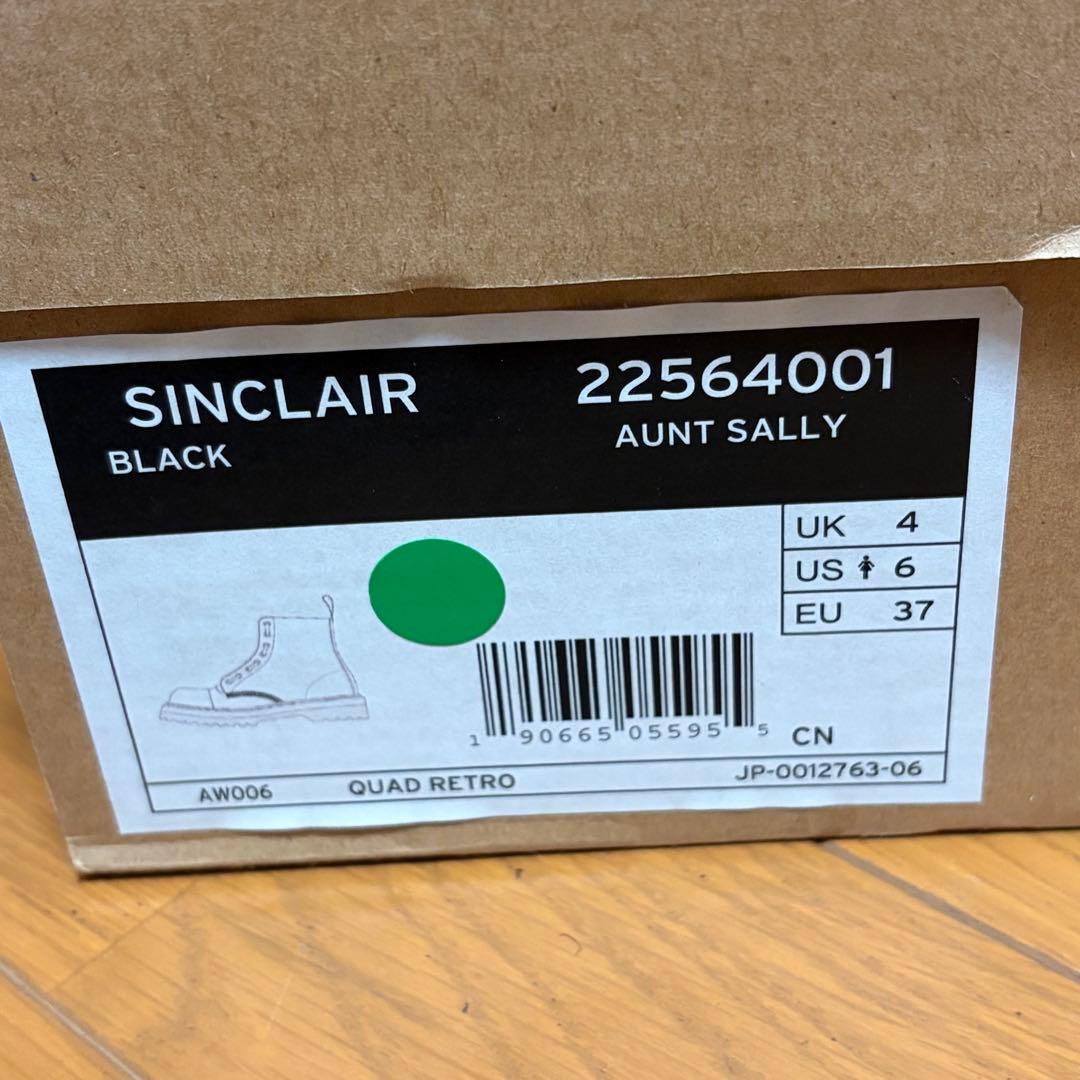 SINCLAIR
22564001
BLACK
AUNT SALLY
UK 4
US 6
EU 37
1 90665 05595 5
CN
AW006
QUAD RETRO
JP-0012763-06